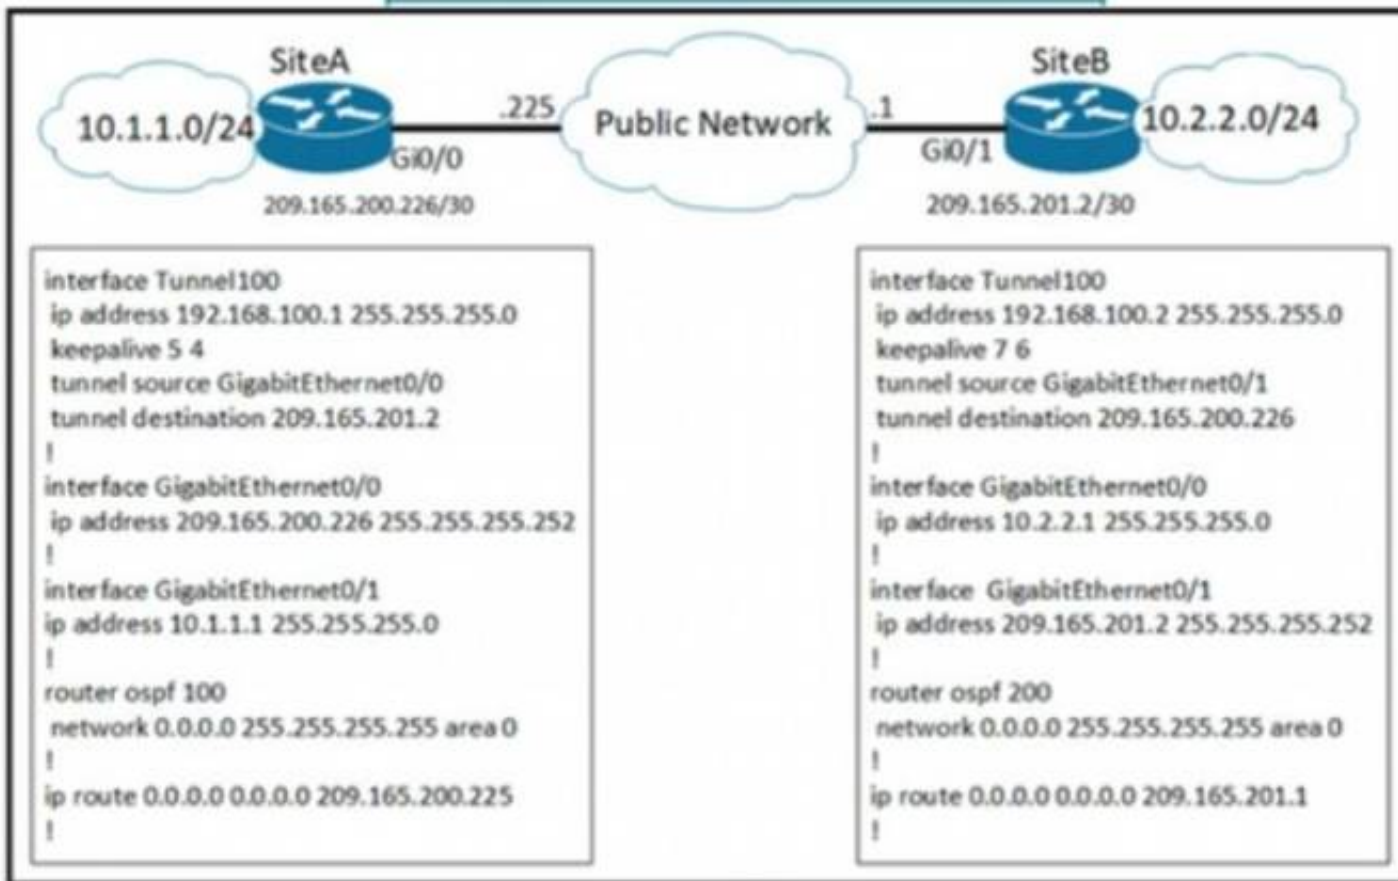 SiteA
SiteB
10.1.1.0/24
.225
Public Network
.1
10.2.2.0/24
Gi0/0
Gi0/1
209.165.200.226/30
209.165.201.2/30
interface Tunnel100
ip address 192.168.100.1 255.255.255.0
keepalive 5 4
tunnel source GigabitEthernet0/0
tunnel destination 209.165.201.2
!
interface GigabitEthernet0/0
ip address 209.165.200.226 255.255.255.252
!
interface GigabitEthernet0/1
ip address 10.1.1.1 255.255.255.0
!
router ospf 100
network 0.0.0.0 255.255.255.255 area 0
!
ip route 0.0.0.0 0.0.0.0 209.165.200.225
!
interface Tunnel100
ip address 192.168.100.2 255.255.255.0
keepalive 7 6
tunnel source GigabitEthernet0/1
tunnel destination 209.165.200.226
!
interface GigabitEthernet0/0
ip address 10.2.2.1 255.255.255.0
!
interface GigabitEthernet0/1
ip address 209.165.201.2 255.255.255.252
!
router ospf 200
network 0.0.0.0 255.255.255.255 area 0
!
ip route 0.0.0.0 0.0.0.0 209.165.201.1
!